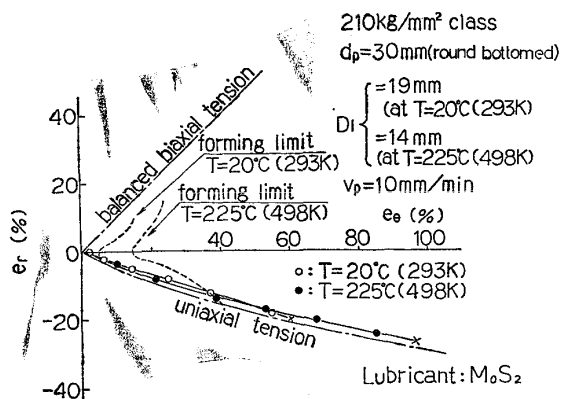 210kg/mm² class
dp=30mm(round bottomed)
DI { =19mm
(at T=20℃(293K)
=14mm
(at T=225℃(498K)
vp=10mm/min
balanced biaxial tension
forming limit
T=20℃(293K)
forming limit
T=225℃(498K)
er (%)
40
20
0
-20
-40
eθ (%)
20 40 60 80 100
○: T=20℃(293K)
●: T=225℃(498K)
uniaxial tension
Lubricant: MoS2